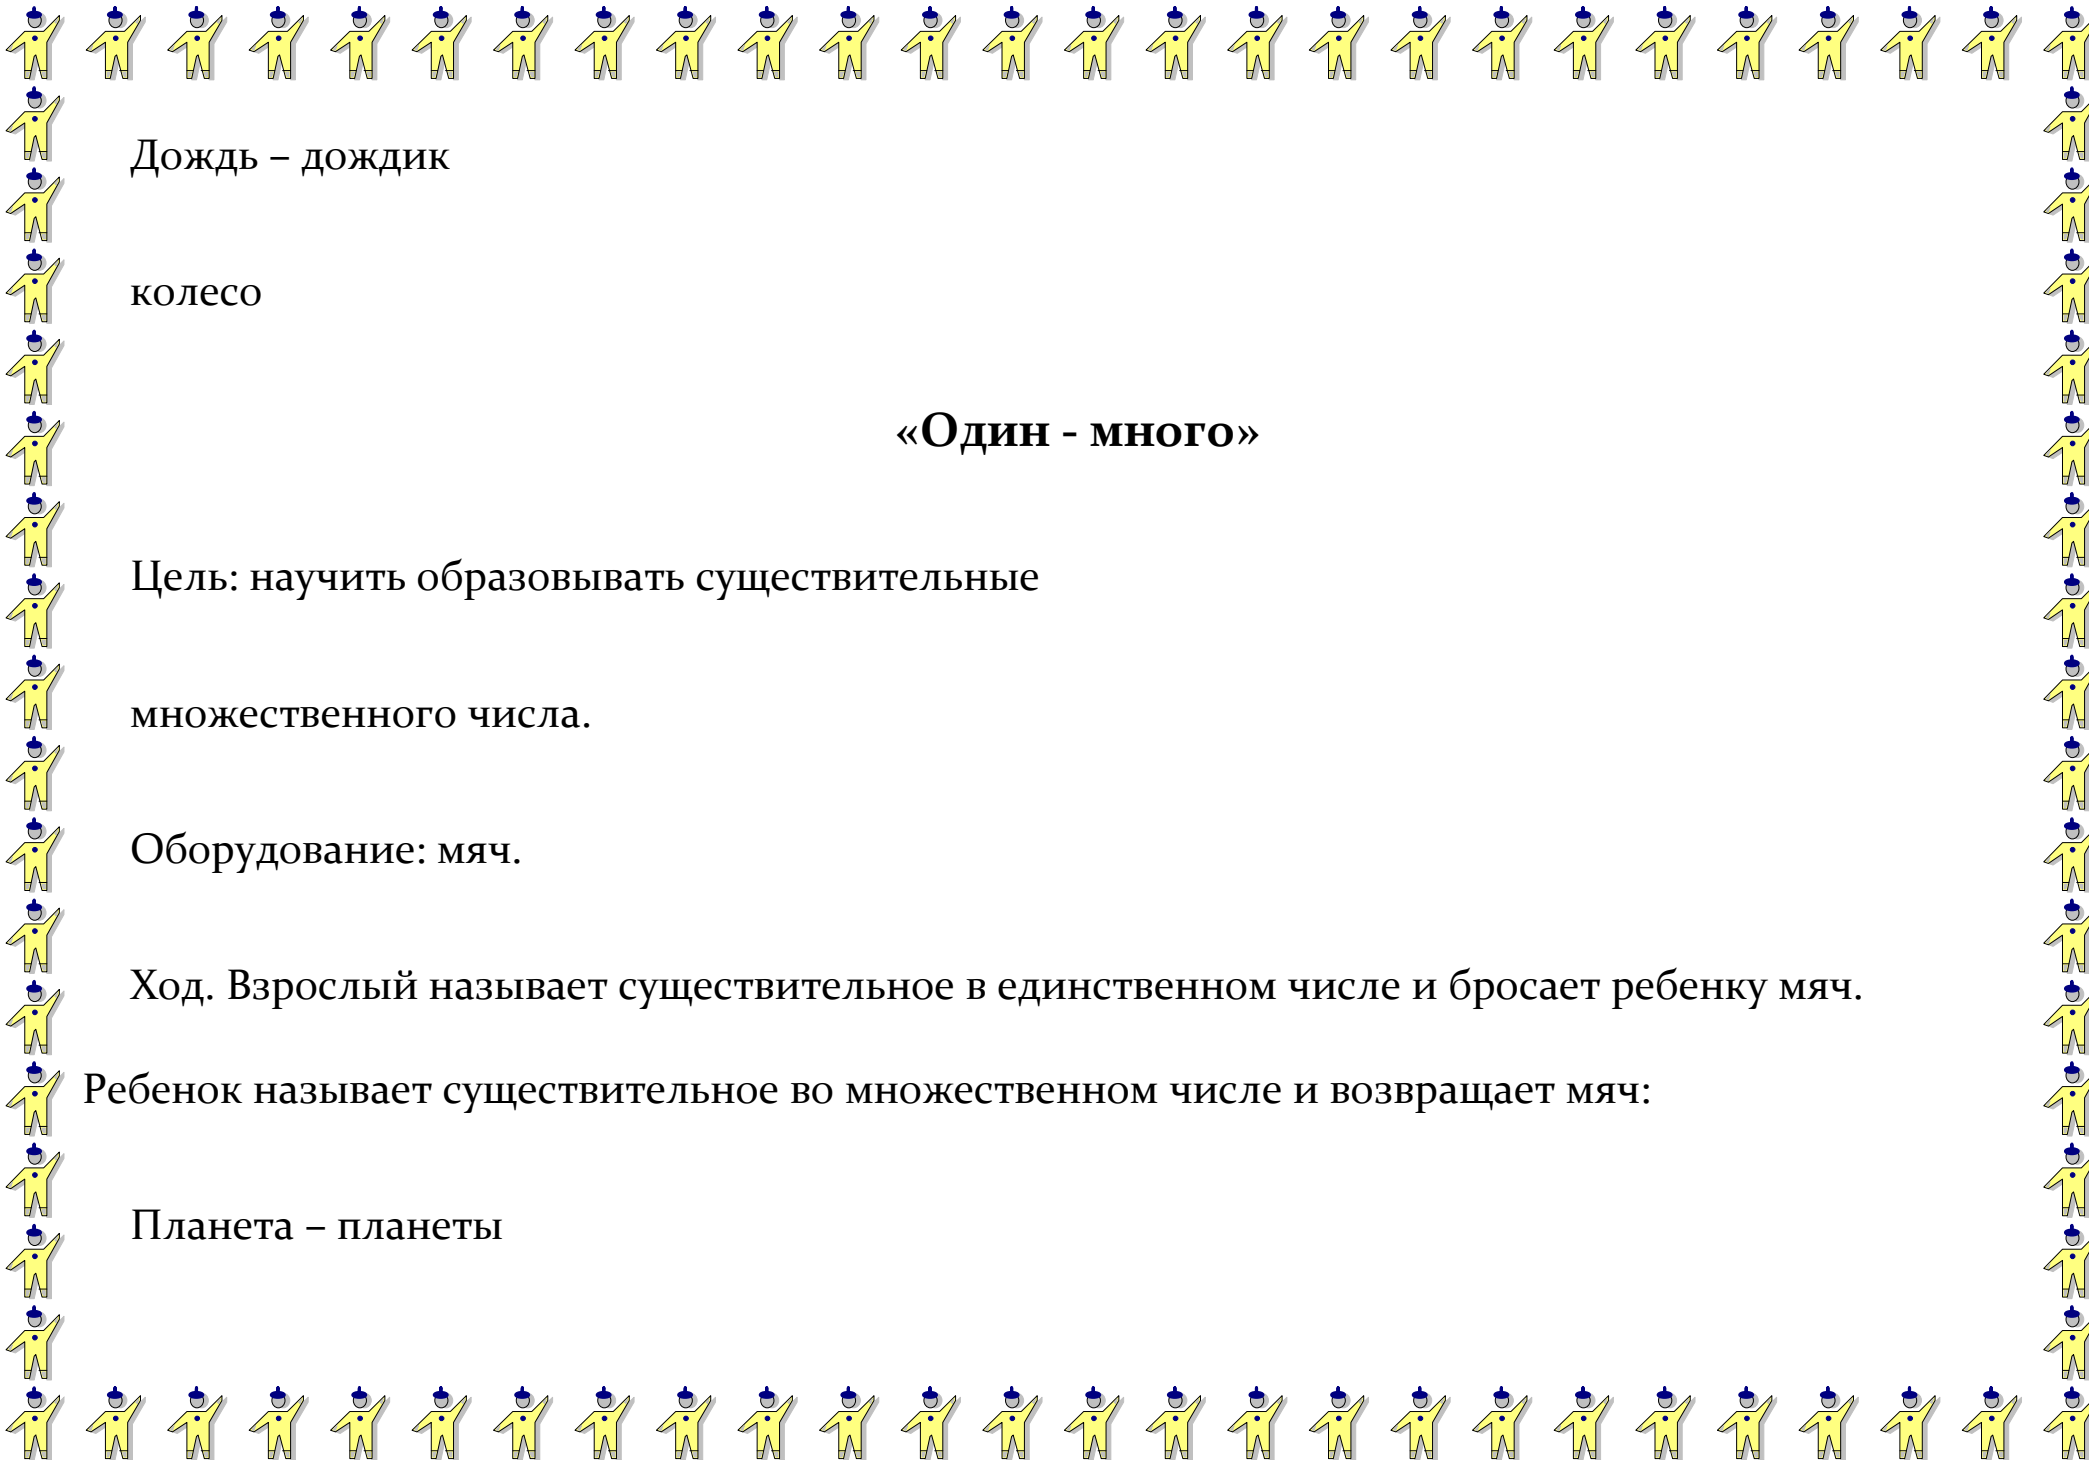 Дождь – дождик
колесо
«Один - много»
Цель: научить образовывать существительные
множественного числа.
Оборудование: мяч.
Ход. Взрослый называет существительное в единственном числе и бросает ребенку мяч.
Ребенок называет существительное во множественном числе и возвращает мяч:
Планета – планеты